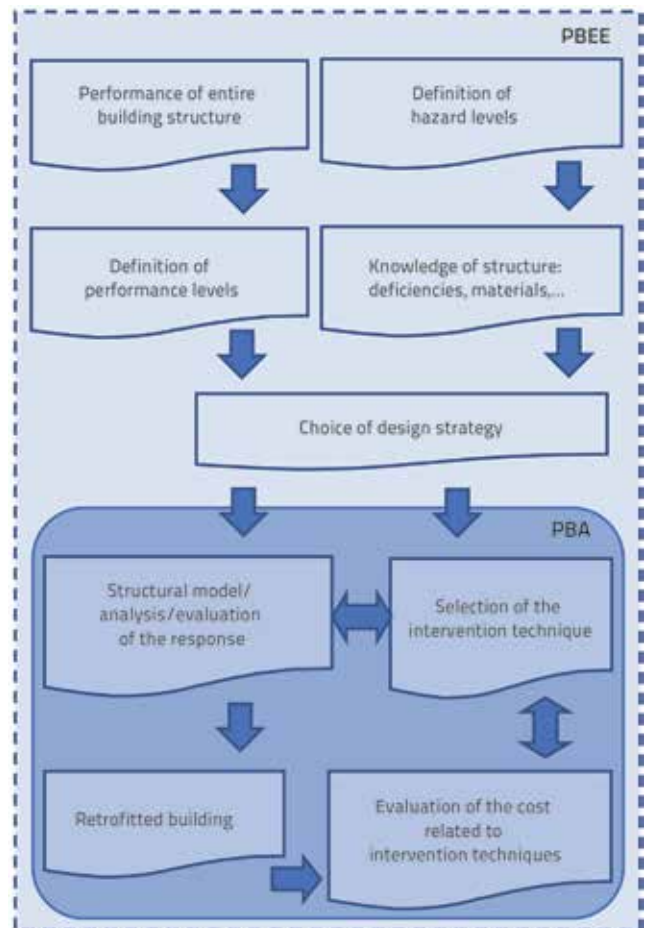 PBEE
Performance of entire
building structure
Definition of
hazard levels
Definition of
performance levels
Knowledge of structure:
deficiencies, materials,...
Choice of design strategy
PBA
Structural model/
analysis/evaluation
of the response
Selection of the
intervention technique
Retrofitted building
Evaluation of the cost
related to
intervention techniques